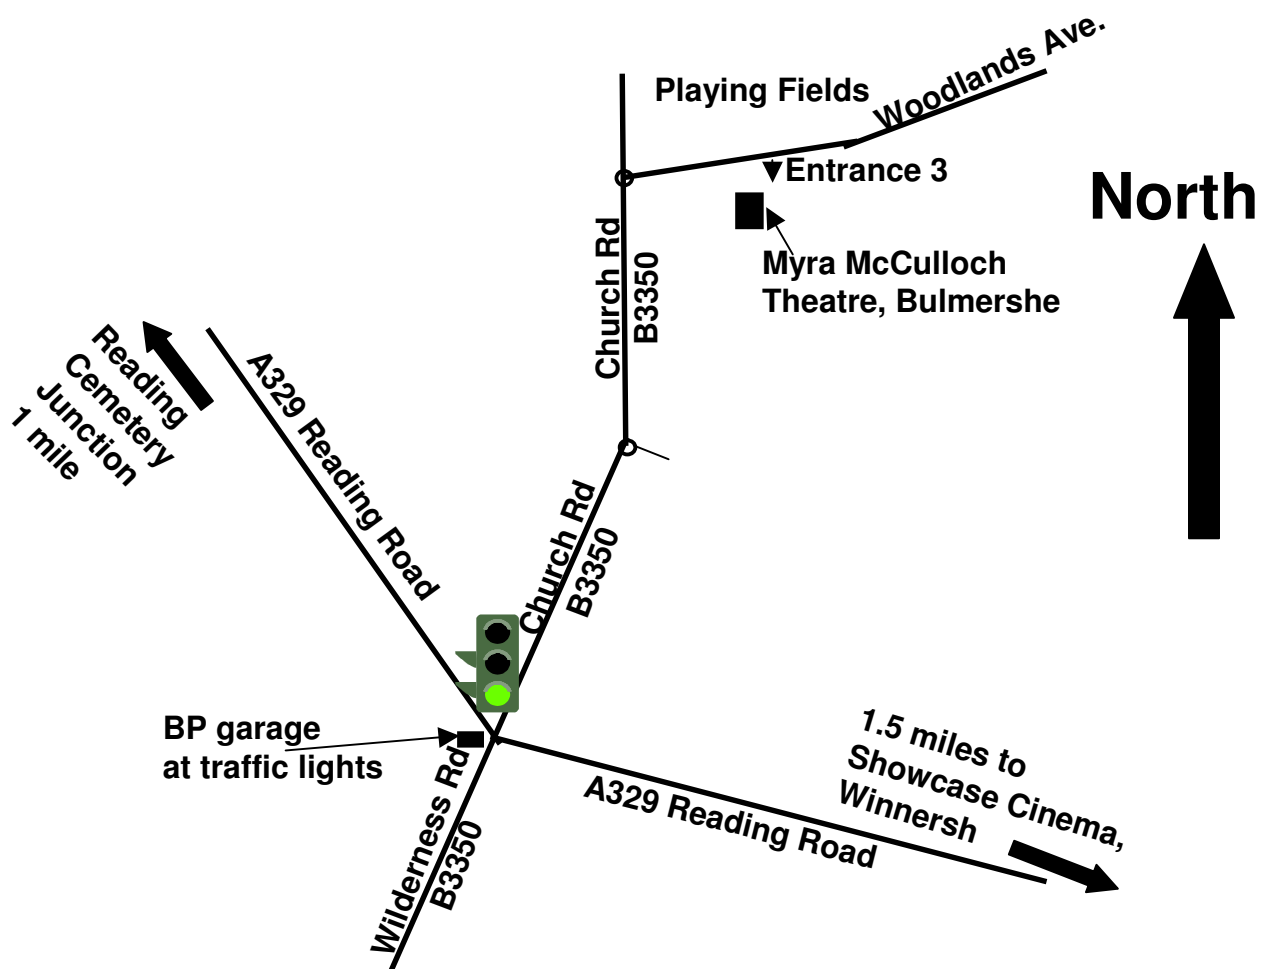 Woodlands Ave.
Playing Fields
Entrance 3
North
Church Rd
B3350
Myra McCulloch
Theatre, Bulmershe
Reading
Cemetery
Junction
1 mile
A329 Reading Road
Church Rd
B3350
BP garage
at traffic lights
1.5 miles to
Showcase Cinema,
Winnersh
A329 Reading Road
Wilderness Rd
B3350